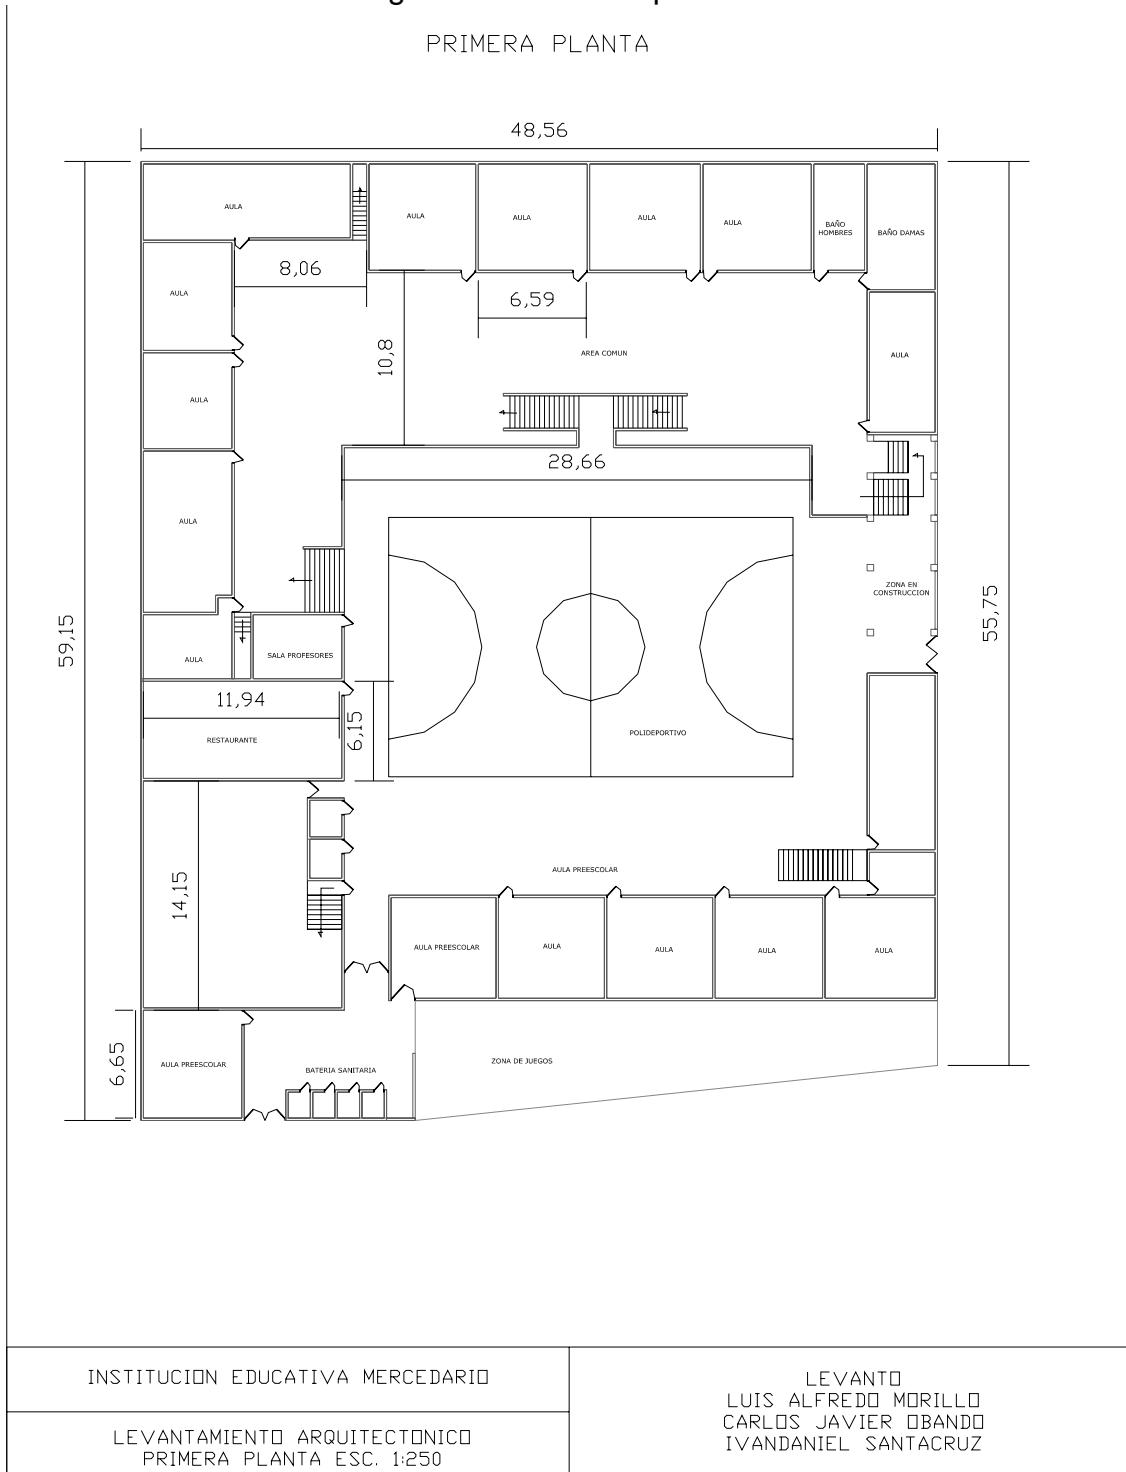 PRIMERA PLANTA
48,56
AULA
AULA
AULA
AULA
AULA
BAÑO
HOMBRES
BAÑO DAMAS
8,06
AULA
6,59
10,8
AREA COMUN
AULA
AULA
28,66
AULA
ZONA EN
CONSTRUCCION
59,15
55,75
AULA
SALA PROFESORES
11,94
6,15
RESTAURANTE
POLIDEPORTIVO
14,15
AULA PREESCOLAR
AULA PREESCOLAR
AULA
AULA
AULA
AULA
6,65
AULA PREESCOLAR
BATERIA SANITARIA
ZONA DE JUEGOS
INSTITUCION EDUCATIVA MERCEDARIO
LEVANTAMIENTO ARQUITECTONICO
PRIMERA PLANTA ESC. 1:250
LEVANTO
LUIS ALFREDO MORILLO
CARLOS JAVIER OBANDO
IVANDANIEL SANTACRUZ